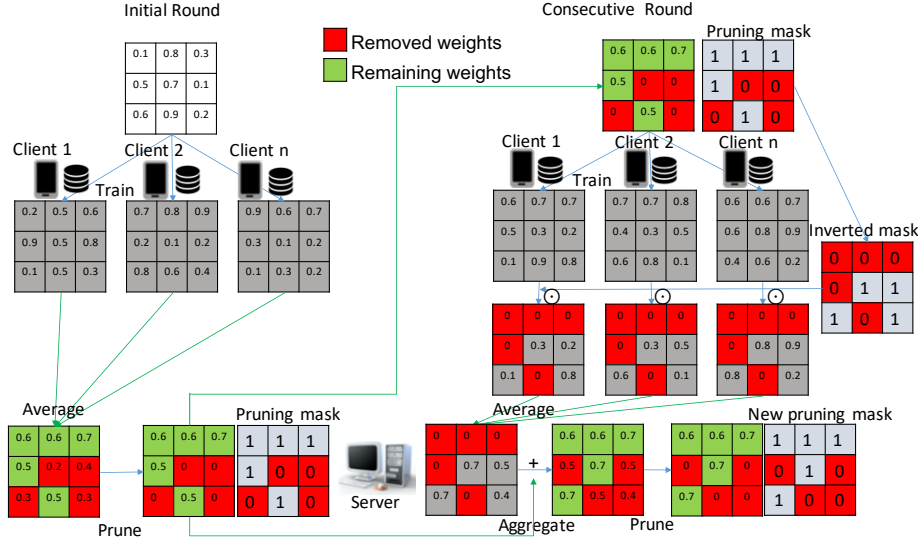 Initial Round
Consecutive Round
0.1 0.8 0.3
0.5 0.7 0.1
0.6 0.9 0.2
Removed weights
Remaining weights
0.6 0.6 0.7
0.5 0 0
0 0.5 0
Pruning mask
1 1 1
1 0 0
0 1 0
Client 1
Client 2
Client n
Train
0.2 0.5 0.6
0.9 0.5 0.8
0.1 0.5 0.3
0.7 0.8 0.9
0.2 0.1 0.2
0.8 0.6 0.4
0.9 0.6 0.7
0.3 0.1 0.2
0.1 0.3 0.2
Client 1
Client 2
Client n
Train
0.6 0.7 0.7
0.5 0.3 0.2
0.1 0.9 0.8
0.7 0.7 0.8
0.4 0.3 0.5
0.6 0.8 0.1
0.6 0.6 0.7
0.6 0.8 0.9
0.8 0.6 0.2
Inverted mask
0 0 0
0 1 1
1 0 1
0 0 0
0 0.3 0.2
0.1 0 0.8
0 0 0
0 0.3 0.5
0.6 0 0.1
0 0 0
0 0.8 0.9
0.8 0 0.2
Average
0.6 0.6 0.7
0.5 0.2 0.4
0.3 0.5 0.3
Prune
0.6 0.6 0.7
0.5 0 0
0 0.5 0
Pruning mask
1 1 1
1 0 0
0 1 0
Server
Average
0 0 0
0 0.7 0.5
0.7 0 0.4
+
Aggregate
0.6 0.6 0.7
0.5 0.7 0.5
0.7 0.5 0.4
Prune
0.6 0.6 0.7
0 0.7 0
0.7 0 0
New pruning mask
1 1 1
0 1 0
1 0 0